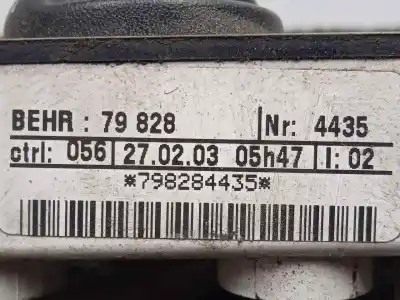 BEHR : 79 828 Nr: 4435
ctrl: 056 27.02.03 05h47 I: 02
*798284435*